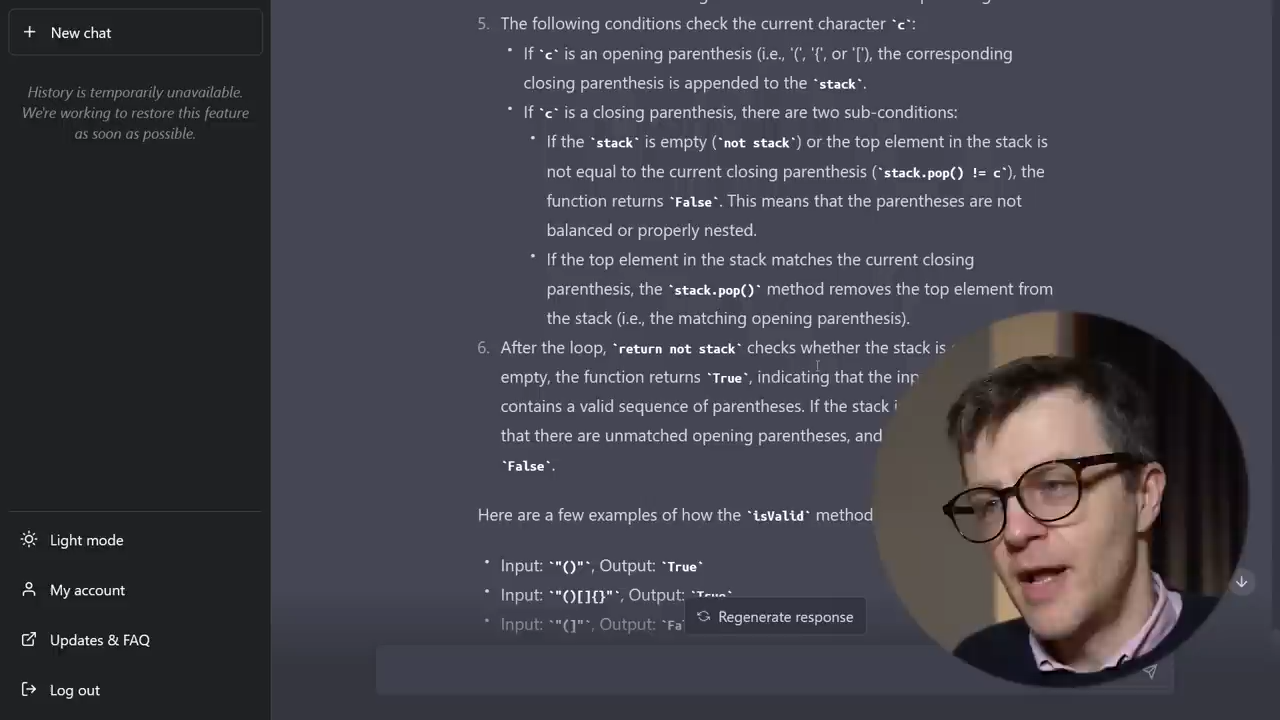 New chat
History is temporarily unavailable.
We're working to restore this feature
as soon as possible.
Light mode
My account
Updates & FAQ
Log out
5. The following conditions check the current character `c`:
• If `c` is an opening parenthesis (i.e., '(', '{', or '['), the corresponding
closing parenthesis is appended to the `stack`.
• If `c` is a closing parenthesis, there are two sub-conditions:
• If the `stack` is empty (`not stack`) or the top element in the stack is
not equal to the current closing parenthesis (`stack.pop() != c`), the
function returns `False`. This means that the parentheses are not
balanced or properly nested.
• If the top element in the stack matches the current closing
parenthesis, the `stack.pop()` method removes the top element from
the stack (i.e., the matching opening parenthesis).
6. After the loop, `return not stack` checks whether the stack is
empty, the function returns `True`, indicating that the
contains a valid sequence of parentheses. If the stack
that there are unmatched opening parentheses, and
`False`.
Here are a few examples of how the `isValid` method
• Input: `"()"`, Output: `True`
• Input: `"()[]{}"`, Output: `True`
• Input: `"(]"`, Output:
Regenerate response